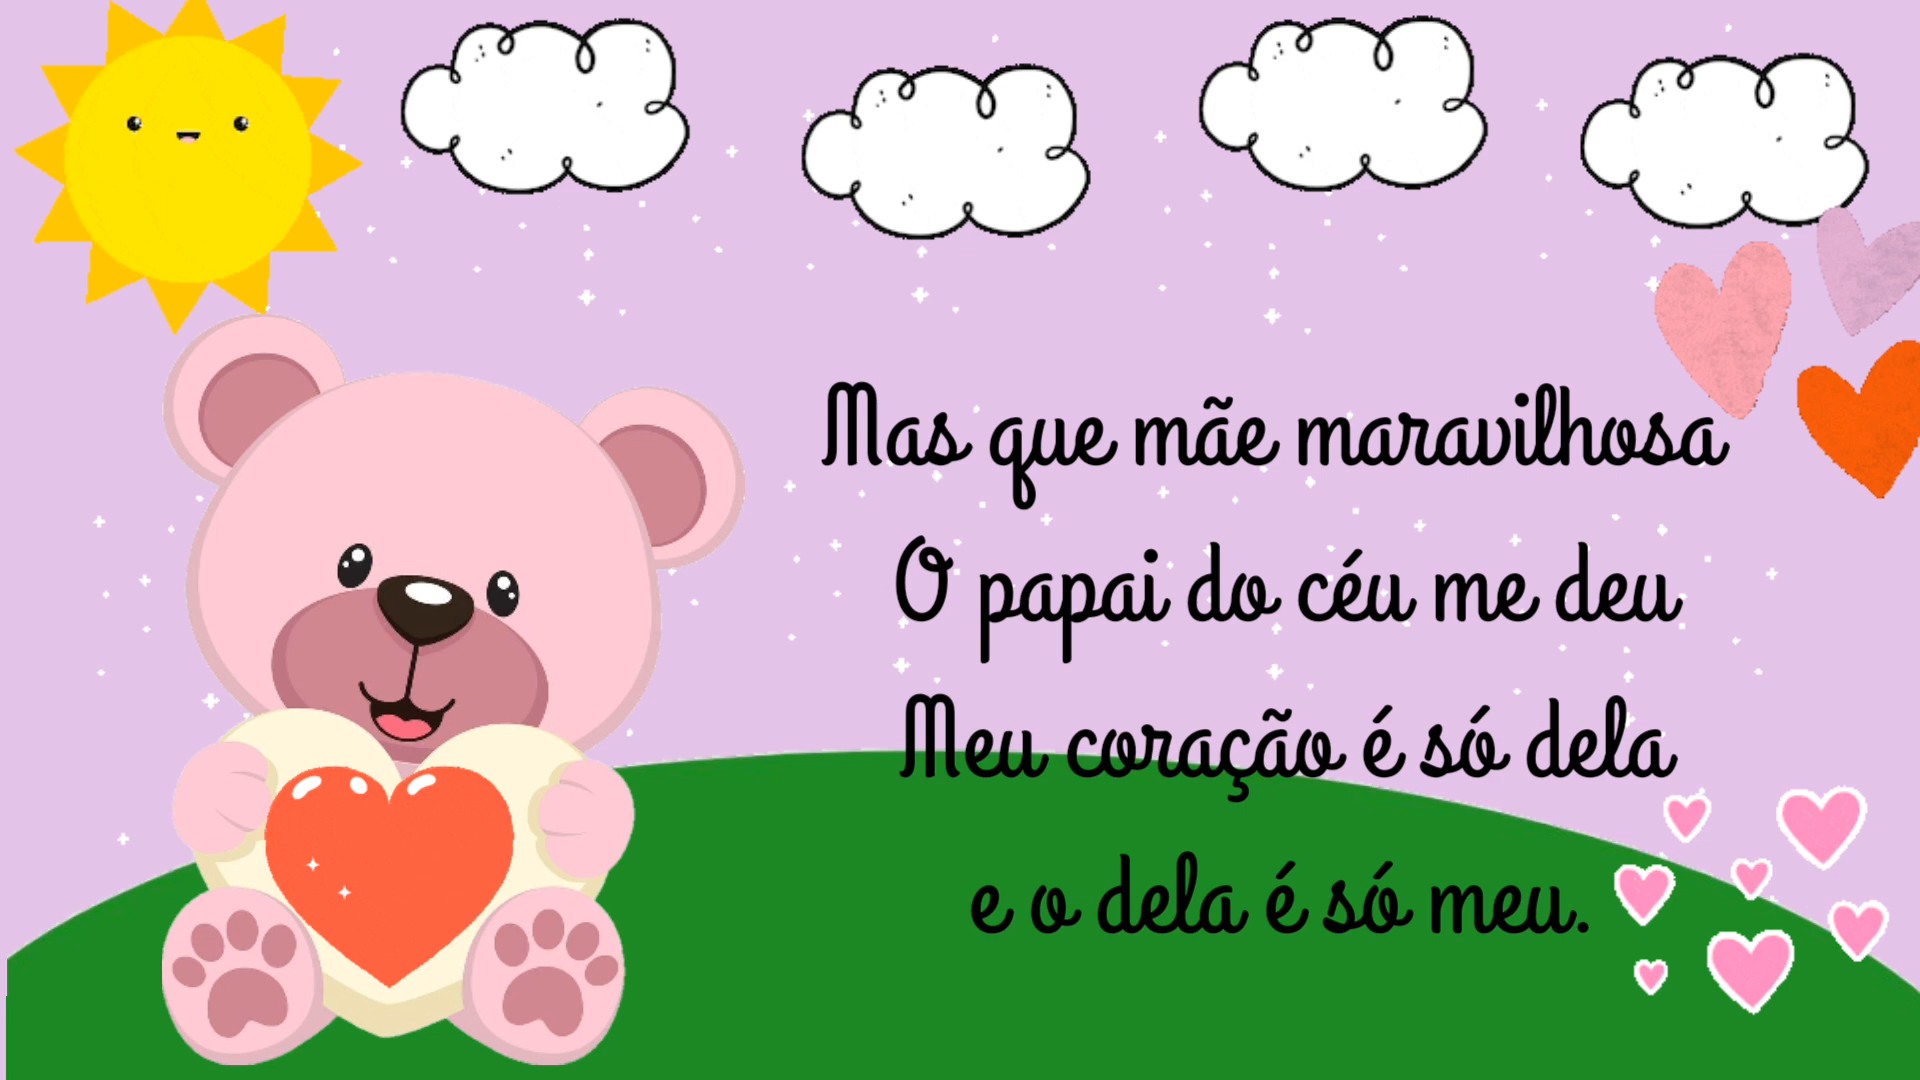 Mas que mãe maravilhosa
O papai do céu me deu
Meu coração é só dela
e o dela é só meu.